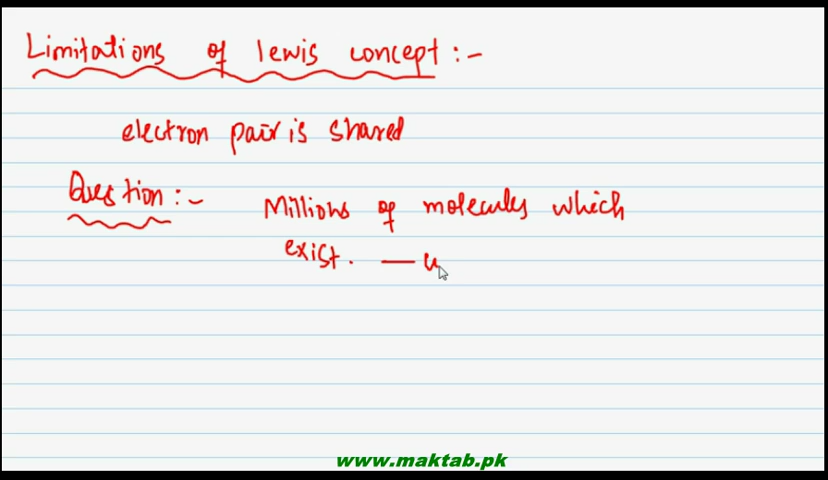 Limitations of lewis concept :-
electron pair is shared
Question :- Millions of molecules which
exist. —
www.maktab.pk